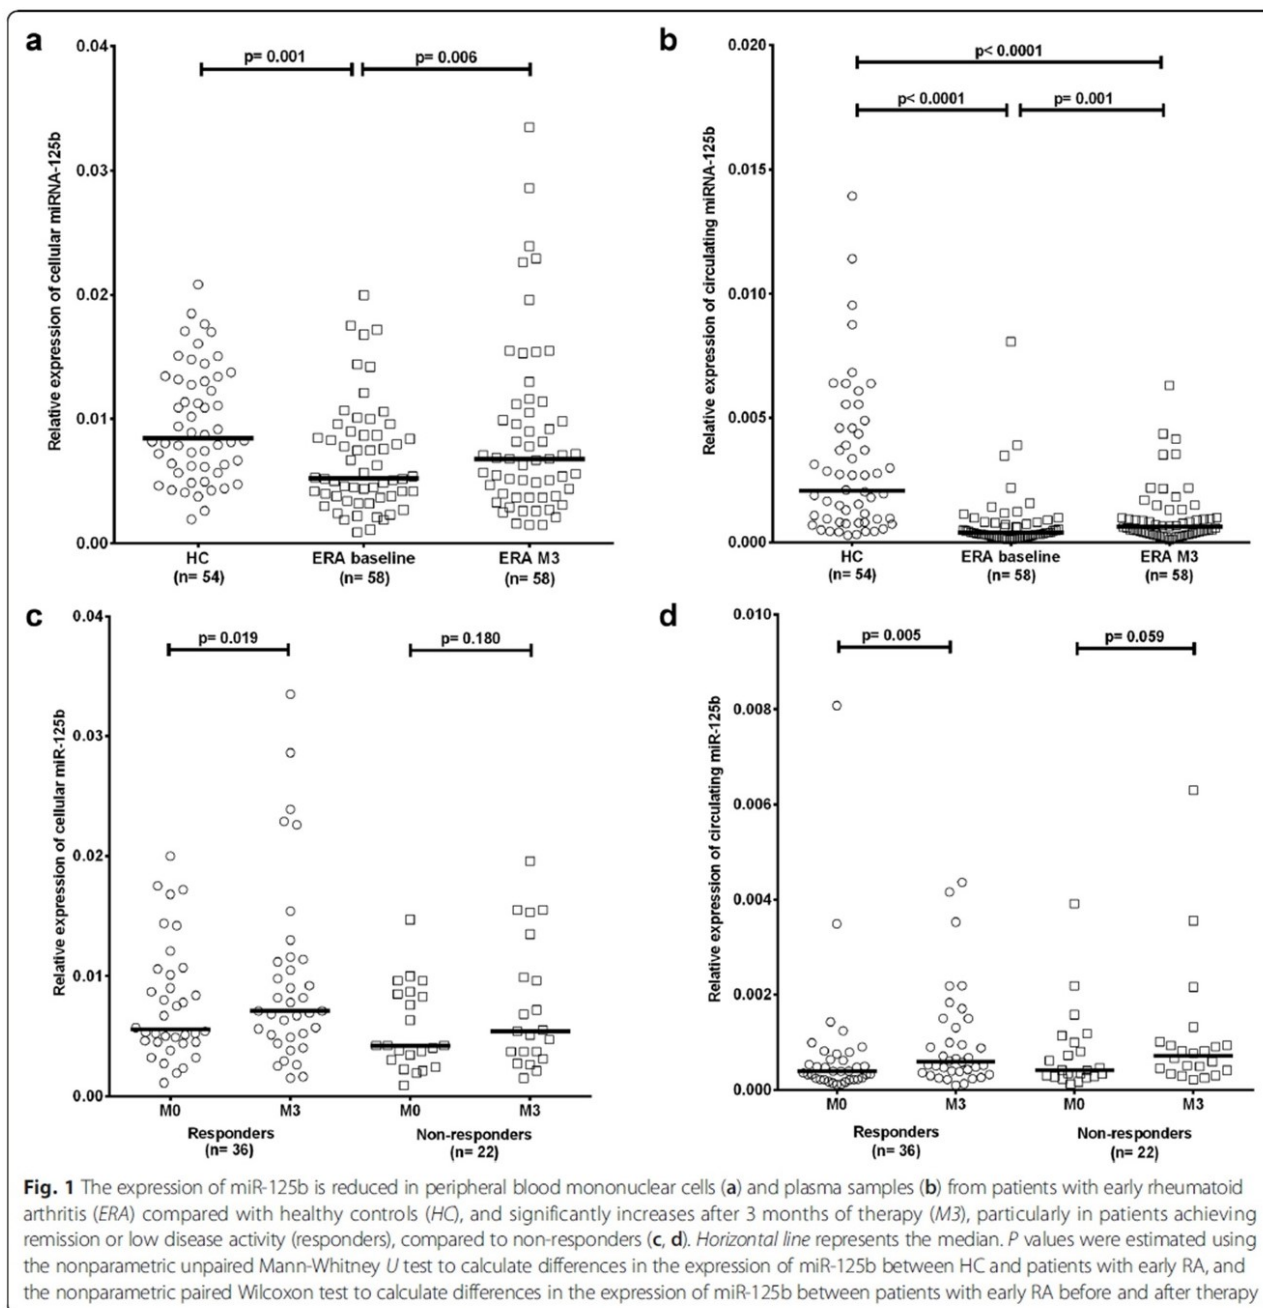 a
0.04
0.03
0.02
0.01
0.00
Relative expression of cellular miRNA-125b
p= 0.001
p= 0.006
HC
(n= 54)
ERA baseline
(n= 58)
ERA M3
(n= 58)
b
0.020
0.015
0.010
0.005
0.000
Relative expression of circulating miRNA-125b
p< 0.0001
p< 0.0001
p= 0.001
HC
(n= 54)
ERA baseline
(n= 58)
ERA M3
(n= 58)
c
0.04
0.03
0.02
0.01
0.00
Relative expression of cellular miR-125b
p= 0.019
p= 0.180
M0
M3
M0
M3
Responders
(n= 36)
Non-responders
(n= 22)
d
0.010
0.008
0.006
0.004
0.002
0.000
Relative expression of circulating miR-125b
p= 0.005
p= 0.059
M0
M3
M0
M3
Responders
(n= 36)
Non-responders
(n= 22)
Fig. 1 The expression of miR-125b is reduced in peripheral blood mononuclear cells (a) and plasma samples (b) from patients with early rheumatoid
arthritis (ERA) compared with healthy controls (HC), and significantly increases after 3 months of therapy (M3), particularly in patients achieving
remission or low disease activity (responders), compared to non-responders (c, d). Horizontal line represents the median. P values were estimated using
the nonparametric unpaired Mann-Whitney U test to calculate differences in the expression of miR-125b between HC and patients with early RA, and
the nonparametric paired Wilcoxon test to calculate differences in the expression of miR-125b between patients with early RA before and after therapy